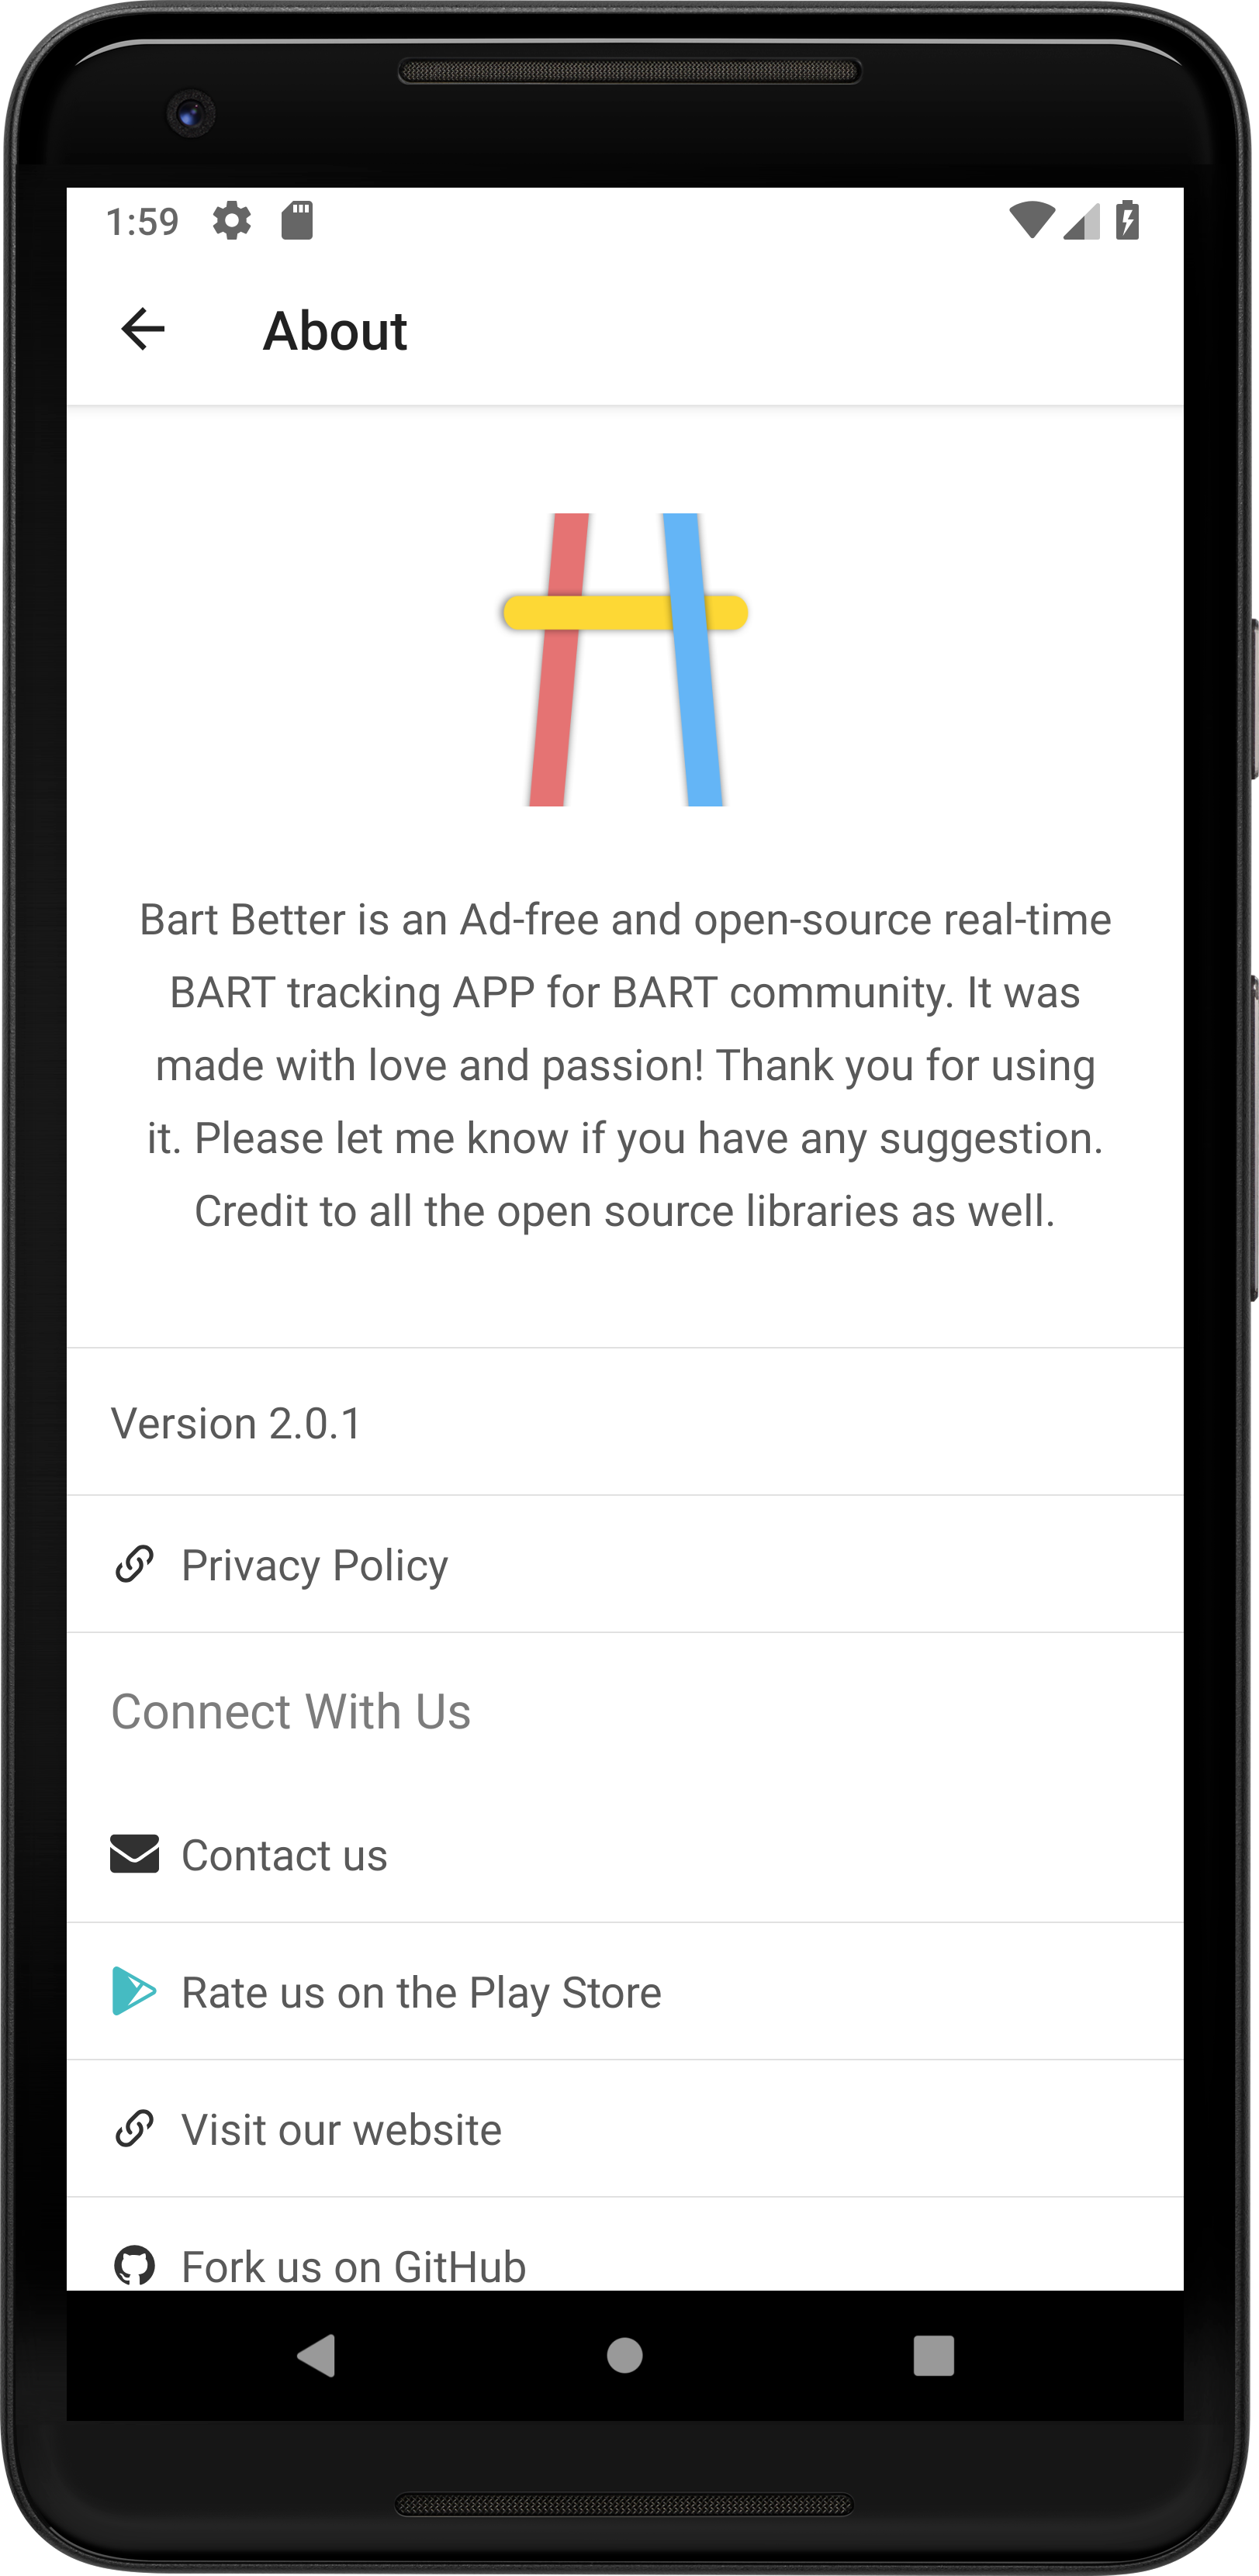 1:59
About
Bart Better is an Ad-free and open-source real-time
BART tracking APP for BART community. It was
made with love and passion! Thank you for using
it. Please let me know if you have any suggestion.
Credit to all the open source libraries as well.
Version 2.0.1
Privacy Policy
Connect With Us
Contact us
Rate us on the Play Store
Visit our website
Fork us on GitHub